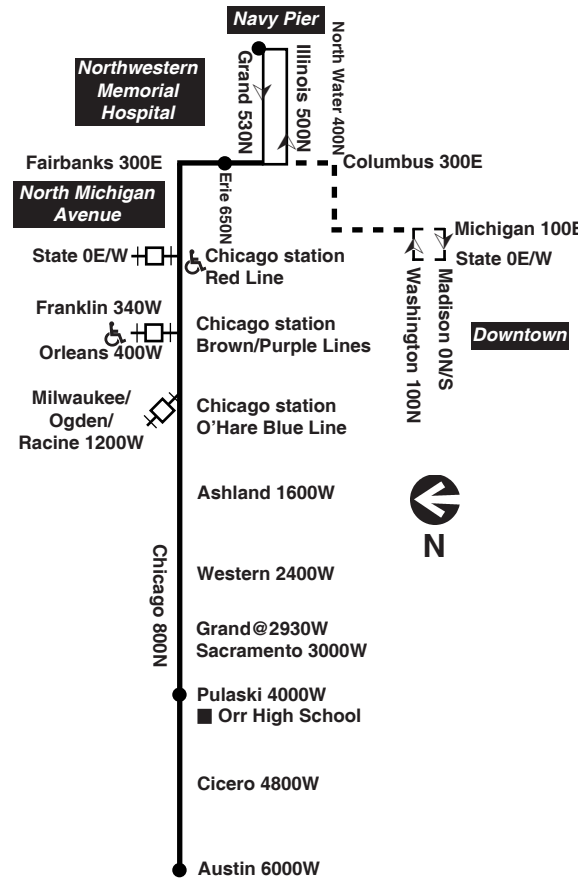 Navy Pier
Northwestern
Memorial
Hospital
Grand 530N
Illinois 500N
North Water 400N
Fairbanks 300E
Columbus 300E
Erie 650N
North Michigan
Avenue
Michigan 100E
State 0E/W
State 0E/W
Chicago station
Red Line
Washington 100N
Madison 0N/S
Downtown
Franklin 340W
Orleans 400W
Chicago station
Brown/Purple Lines
Milwaukee/
Ogden/
Racine 1200W
Chicago station
O'Hare Blue Line
Ashland 1600W
N
Chicago 800N
Western 2400W
Grand@2930W
Sacramento 3000W
Pulaski 4000W
Orr High School
Cicero 4800W
Austin 6000W